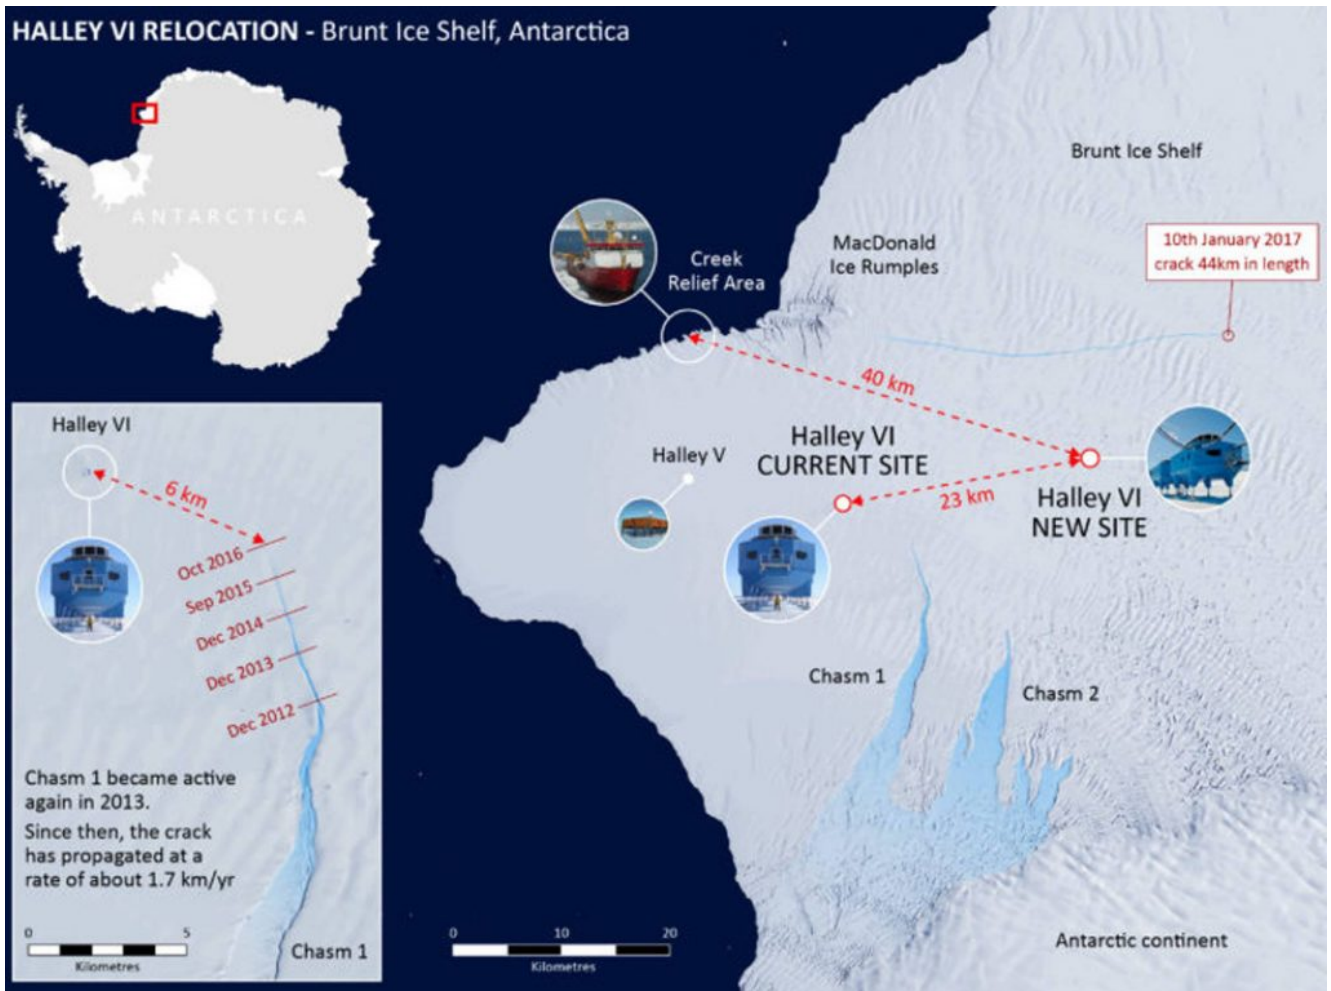 HALLEY VI RELOCATION - Brunt Ice Shelf, Antarctica
ANTARCTICA
Brunt Ice Shelf
10th January 2017
crack 44km in length
MacDonald
Ice Rumples
Creek
Relief Area
40 km
Halley VI
CURRENT SITE
Halley V
23 km
Halley VI
NEW SITE
Chasm 1
Chasm 2
Antarctic continent
0 10 20
Kilometres
Halley VI
6 km
Oct 2016
Sep 2015
Dec 2014
Dec 2013
Dec 2012
Chasm 1 became active
again in 2013.
Since then, the crack
has propagated at a
rate of about 1.7 km/yr
0 5
Kilometres
Chasm 1